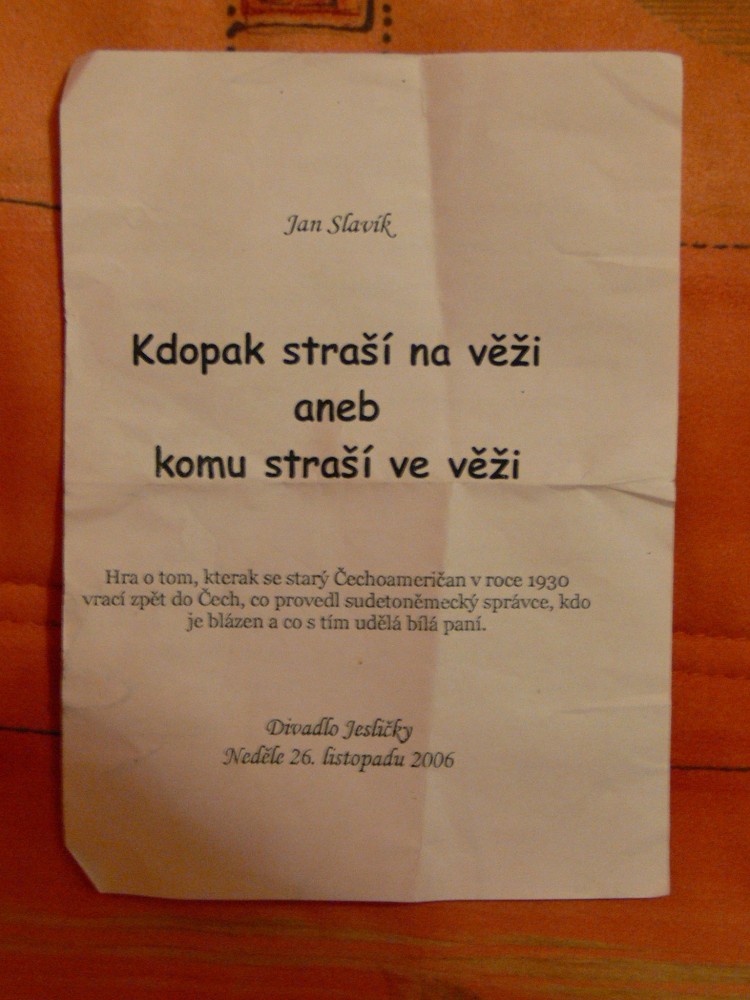 Jan Slavík
Kdopak straší na věži
aneb
komu straší ve věži
Hra o tom, kterak se starý Čechoameričan v roce 1930
vrací zpět do Čech, co provedl sudetoněmecký správce, kdo
je blázen a co s tím udělá bílá paní.
Divadlo Jesličky
Neděle 26. listopadu 2006